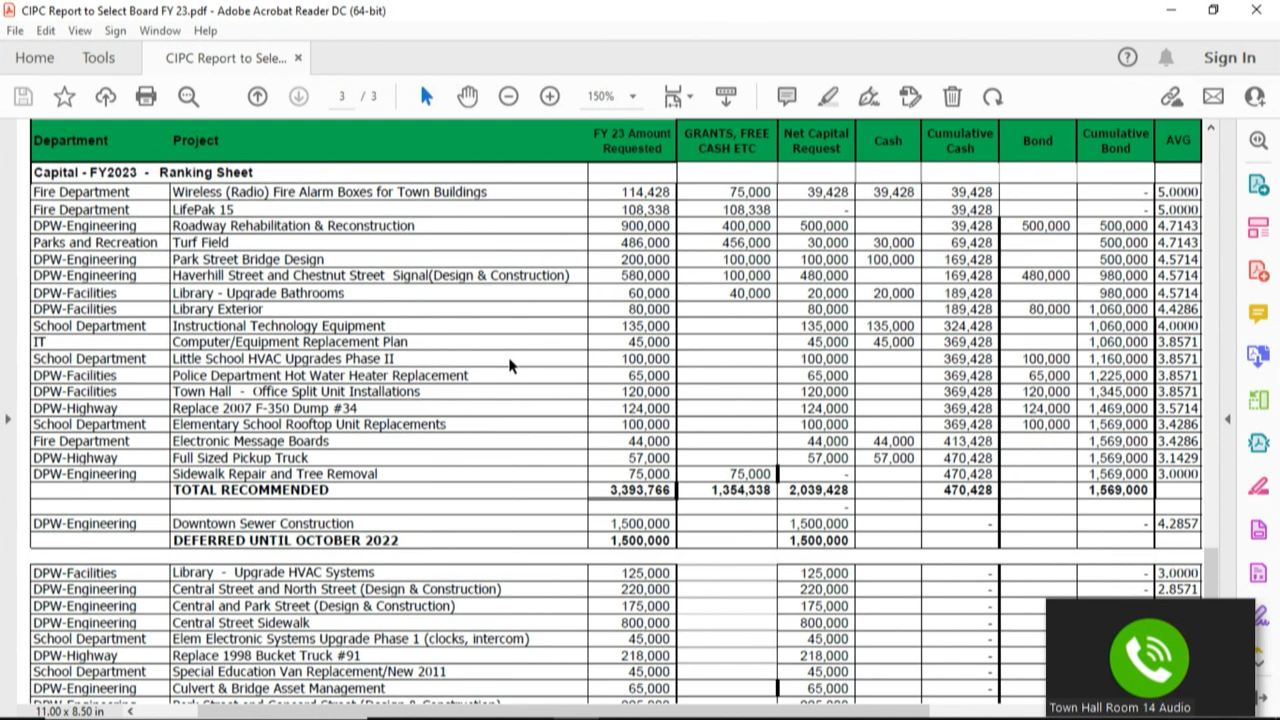 CIPC Report to Select Board FY 23.pdf - Adobe Acrobat Reader DC (64-bit)
File Edit View Sign Window Help
Home Tools CIPC Report to Sele... × Sign In
3 / 3 150%
Department Project FY 23 Amount Requested GRANTS, FREE CASH ETC Net Capital Request Cash Cumulative Cash Bond Cumulative Bond AVG
Capital - FY2023 - Ranking Sheet
Fire Department Wireless (Radio) Fire Alarm Boxes for Town Buildings 114,428 75,000 39,428 39,428 39,428 - 5.0000
Fire Department LifePak 15 108,338 108,338 - 39,428 - 5.0000
DPW-Engineering Roadway Rehabilitation & Reconstruction 900,000 400,000 500,000 39,428 500,000 500,000 4.7143
Parks and Recreation Turf Field 486,000 456,000 30,000 30,000 69,428 500,000 4.7143
DPW-Engineering Park Street Bridge Design 200,000 100,000 100,000 100,000 169,428 500,000 4.5714
DPW-Engineering Haverhill Street and Chestnut Street Signal(Design & Construction) 580,000 100,000 480,000 169,428 480,000 980,000 4.5714
DPW-Facilities Library - Upgrade Bathrooms 60,000 40,000 20,000 20,000 189,428 980,000 4.5714
DPW-Facilities Library Exterior 80,000 80,000 189,428 80,000 1,060,000 4.4286
School Department Instructional Technology Equipment 135,000 135,000 135,000 324,428 1,060,000 4.0000
IT Computer/Equipment Replacement Plan 45,000 45,000 45,000 369,428 1,060,000 3.8571
School Department Little School HVAC Upgrades Phase II 100,000 100,000 369,428 100,000 1,160,000 3.8571
DPW-Facilities Police Department Hot Water Heater Replacement 65,000 65,000 369,428 65,000 1,225,000 3.8571
DPW-Facilities Town Hall - Office Split Unit Installations 120,000 120,000 369,428 120,000 1,345,000 3.8571
DPW-Highway Replace 2007 F-350 Dump #34 124,000 124,000 369,428 124,000 1,469,000 3.5714
School Department Elementary School Rooftop Unit Replacements 100,000 100,000 369,428 100,000 1,569,000 3.4286
Fire Department Electronic Message Boards 44,000 44,000 44,000 413,428 1,569,000 3.4286
DPW-Highway Full Sized Pickup Truck 57,000 57,000 57,000 470,428 1,569,000 3.1429
DPW-Engineering Sidewalk Repair and Tree Removal 75,000 75,000 - 470,428 1,569,000 3.0000
TOTAL RECOMMENDED 3,393,766 1,354,338 2,039,428 470,428 1,569,000
-
DPW-Engineering Downtown Sewer Construction 1,500,000 1,500,000 - - 4.2857
DEFERRED UNTIL OCTOBER 2022 1,500,000 1,500,000
DPW-Facilities Library - Upgrade HVAC Systems 125,000 125,000 - - 3.0000
DPW-Engineering Central Street and North Street (Design & Construction) 220,000 220,000 - - 2.8571
DPW-Engineering Central and Park Street (Design & Construction) 175,000 175,000 -
DPW-Engineering Central Street Sidewalk 800,000 800,000 -
School Department Elem Electronic Systems Upgrade Phase 1 (clocks, intercom) 45,000 45,000 -
DPW-Highway Replace 1998 Bucket Truck #91 218,000 218,000 -
School Department Special Education Van Replacement/New 2011 45,000 45,000 -
DPW-Engineering Culvert & Bridge Asset Management 65,000 65,000 -
11.00 x 8.50 in
Town Hall Room 14 Audio